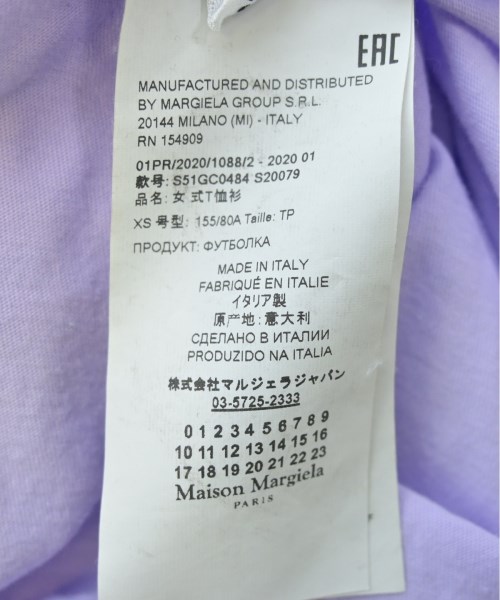 EAC
MANUFACTURED AND DISTRIBUTED
BY MARGIELA GROUP S.R.L.
20144 MILANO (MI) - ITALY
RN 154909
01PR/2020/1088/2 - 2020 01
款号: S51GC0484 S20079
品名: 女 式T恤衫
XS 号型: 155/80A Taille: TP
ПРОДУКТ: ФУТБОЛКА
MADE IN ITALY
FABRIQUÉ EN ITALIE
イタリア製
原产地: 意大利
СДЕЛАНО В ИТАЛИИ
PRODUZIDO NA ITALIA
株式会社マルジェラジャパン
03-5725-2333
0 1 2 3 4 5 6 7 8 9
10 11 12 13 14 15 16
17 18 19 20 21 22 23
Maison Margiela
PARIS